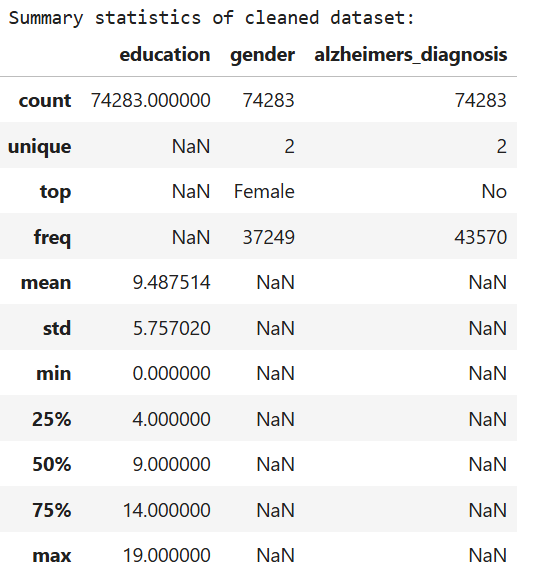 Summary statistics of cleaned dataset:
education gender alzheimers_diagnosis
count 74283.000000 74283 74283
unique NaN 2 2
top NaN Female No
freq NaN 37249 43570
mean 9.487514 NaN NaN
std 5.757020 NaN NaN
min 0.000000 NaN NaN
25% 4.000000 NaN NaN
50% 9.000000 NaN NaN
75% 14.000000 NaN NaN
max 19.000000 NaN NaN